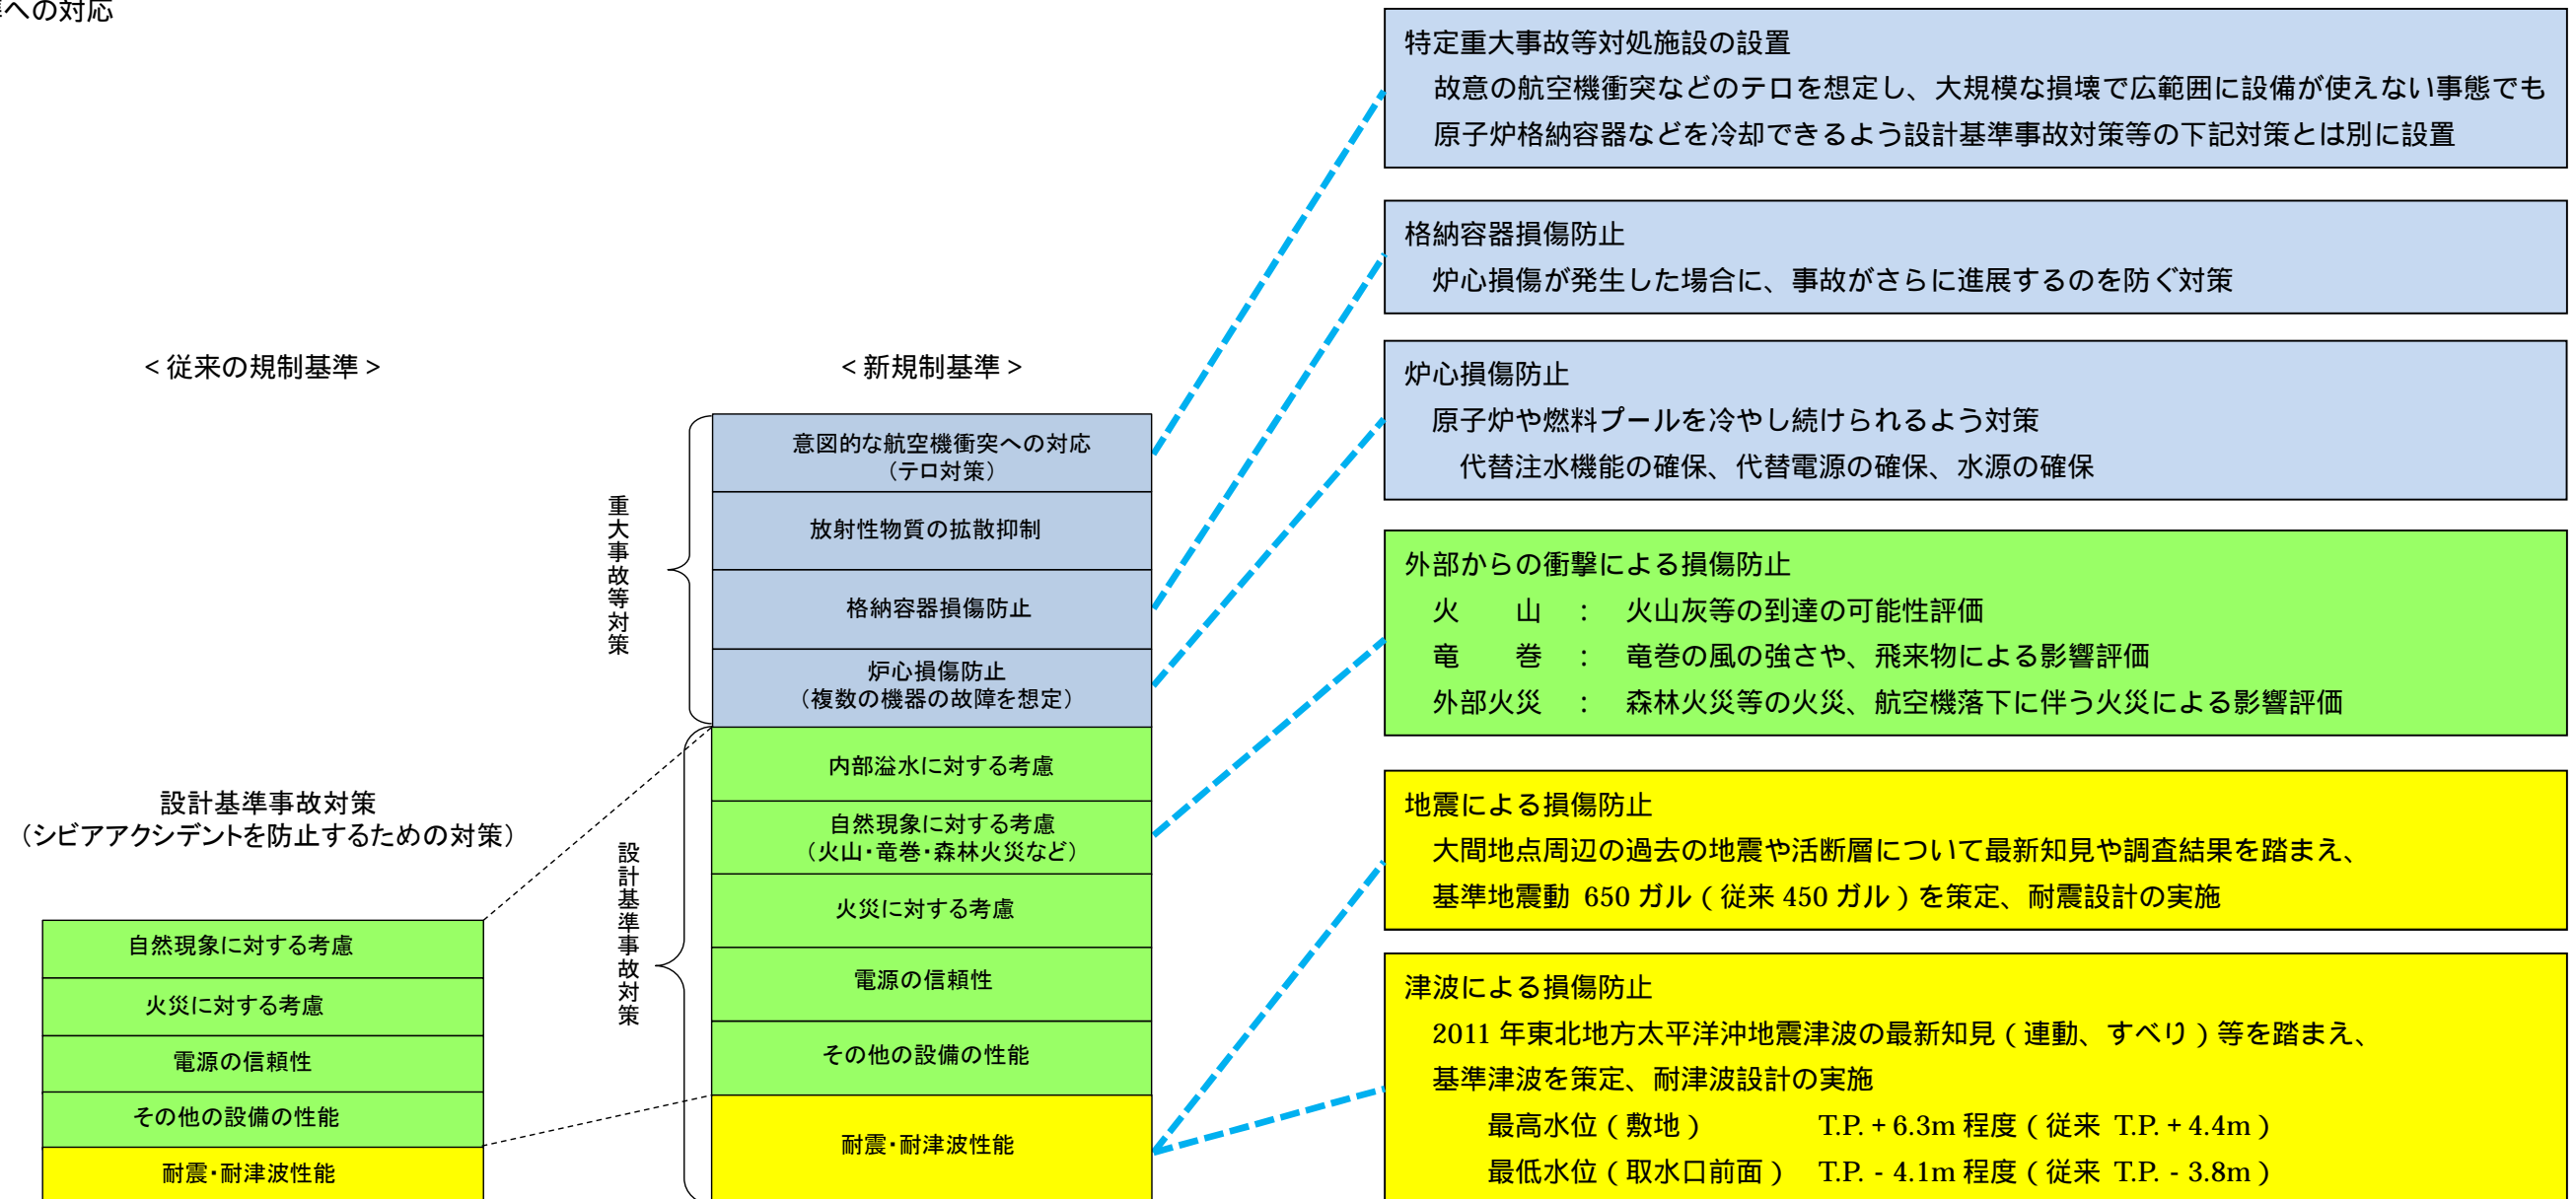 への対応
<従来の規制基準>
設計基準事故対策
(シビアアクシデントを防止するための対策)
自然現象に対する考慮
火災に対する考慮
電源の信頼性
その他の設備の性能
耐震・耐津波性能
<新規制基準>
重大事故等対策
意図的な航空機衝突への対応
(テロ対策)
放射性物質の拡散抑制
格納容器損傷防止
炉心損傷防止
(複数の機器の故障を想定)
設計基準事故対策
内部溢水に対する考慮
自然現象に対する考慮
(火山・竜巻・森林火災など)
火災に対する考慮
電源の信頼性
その他の設備の性能
耐震・耐津波性能
特定重大事故等対処施設の設置
故意の航空機衝突などのテロを想定し、大規模な損壊で広範囲に設備が使えない事態でも
原子炉格納容器などを冷却できるよう設計基準事故対策等の下記対策とは別に設置
格納容器損傷防止
炉心損傷が発生した場合に、事故がさらに進展するのを防ぐ対策
炉心損傷防止
原子炉や燃料プールを冷やし続けられるよう対策
代替注水機能の確保、代替電源の確保、水源の確保
外部からの衝撃による損傷防止
火 山 : 火山灰等の到達の可能性評価
竜 巻 : 竜巻の風の強さや、飛来物による影響評価
外部火災 : 森林火災等の火災、航空機落下に伴う火災による影響評価
地震による損傷防止
大間地点周辺の過去の地震や活断層について最新知見や調査結果を踏まえ、
基準地震動 650 ガル(従来 450 ガル)を策定、耐震設計の実施
津波による損傷防止
2011 年東北地方太平洋沖地震津波の最新知見(連動、すべり)等を踏まえ、
基準津波を策定、耐津波設計の実施
最高水位(敷地) T.P. + 6.3m 程度(従来 T.P. + 4.4m)
最低水位(取水口前面) T.P. - 4.1m 程度(従来 T.P. - 3.8m)